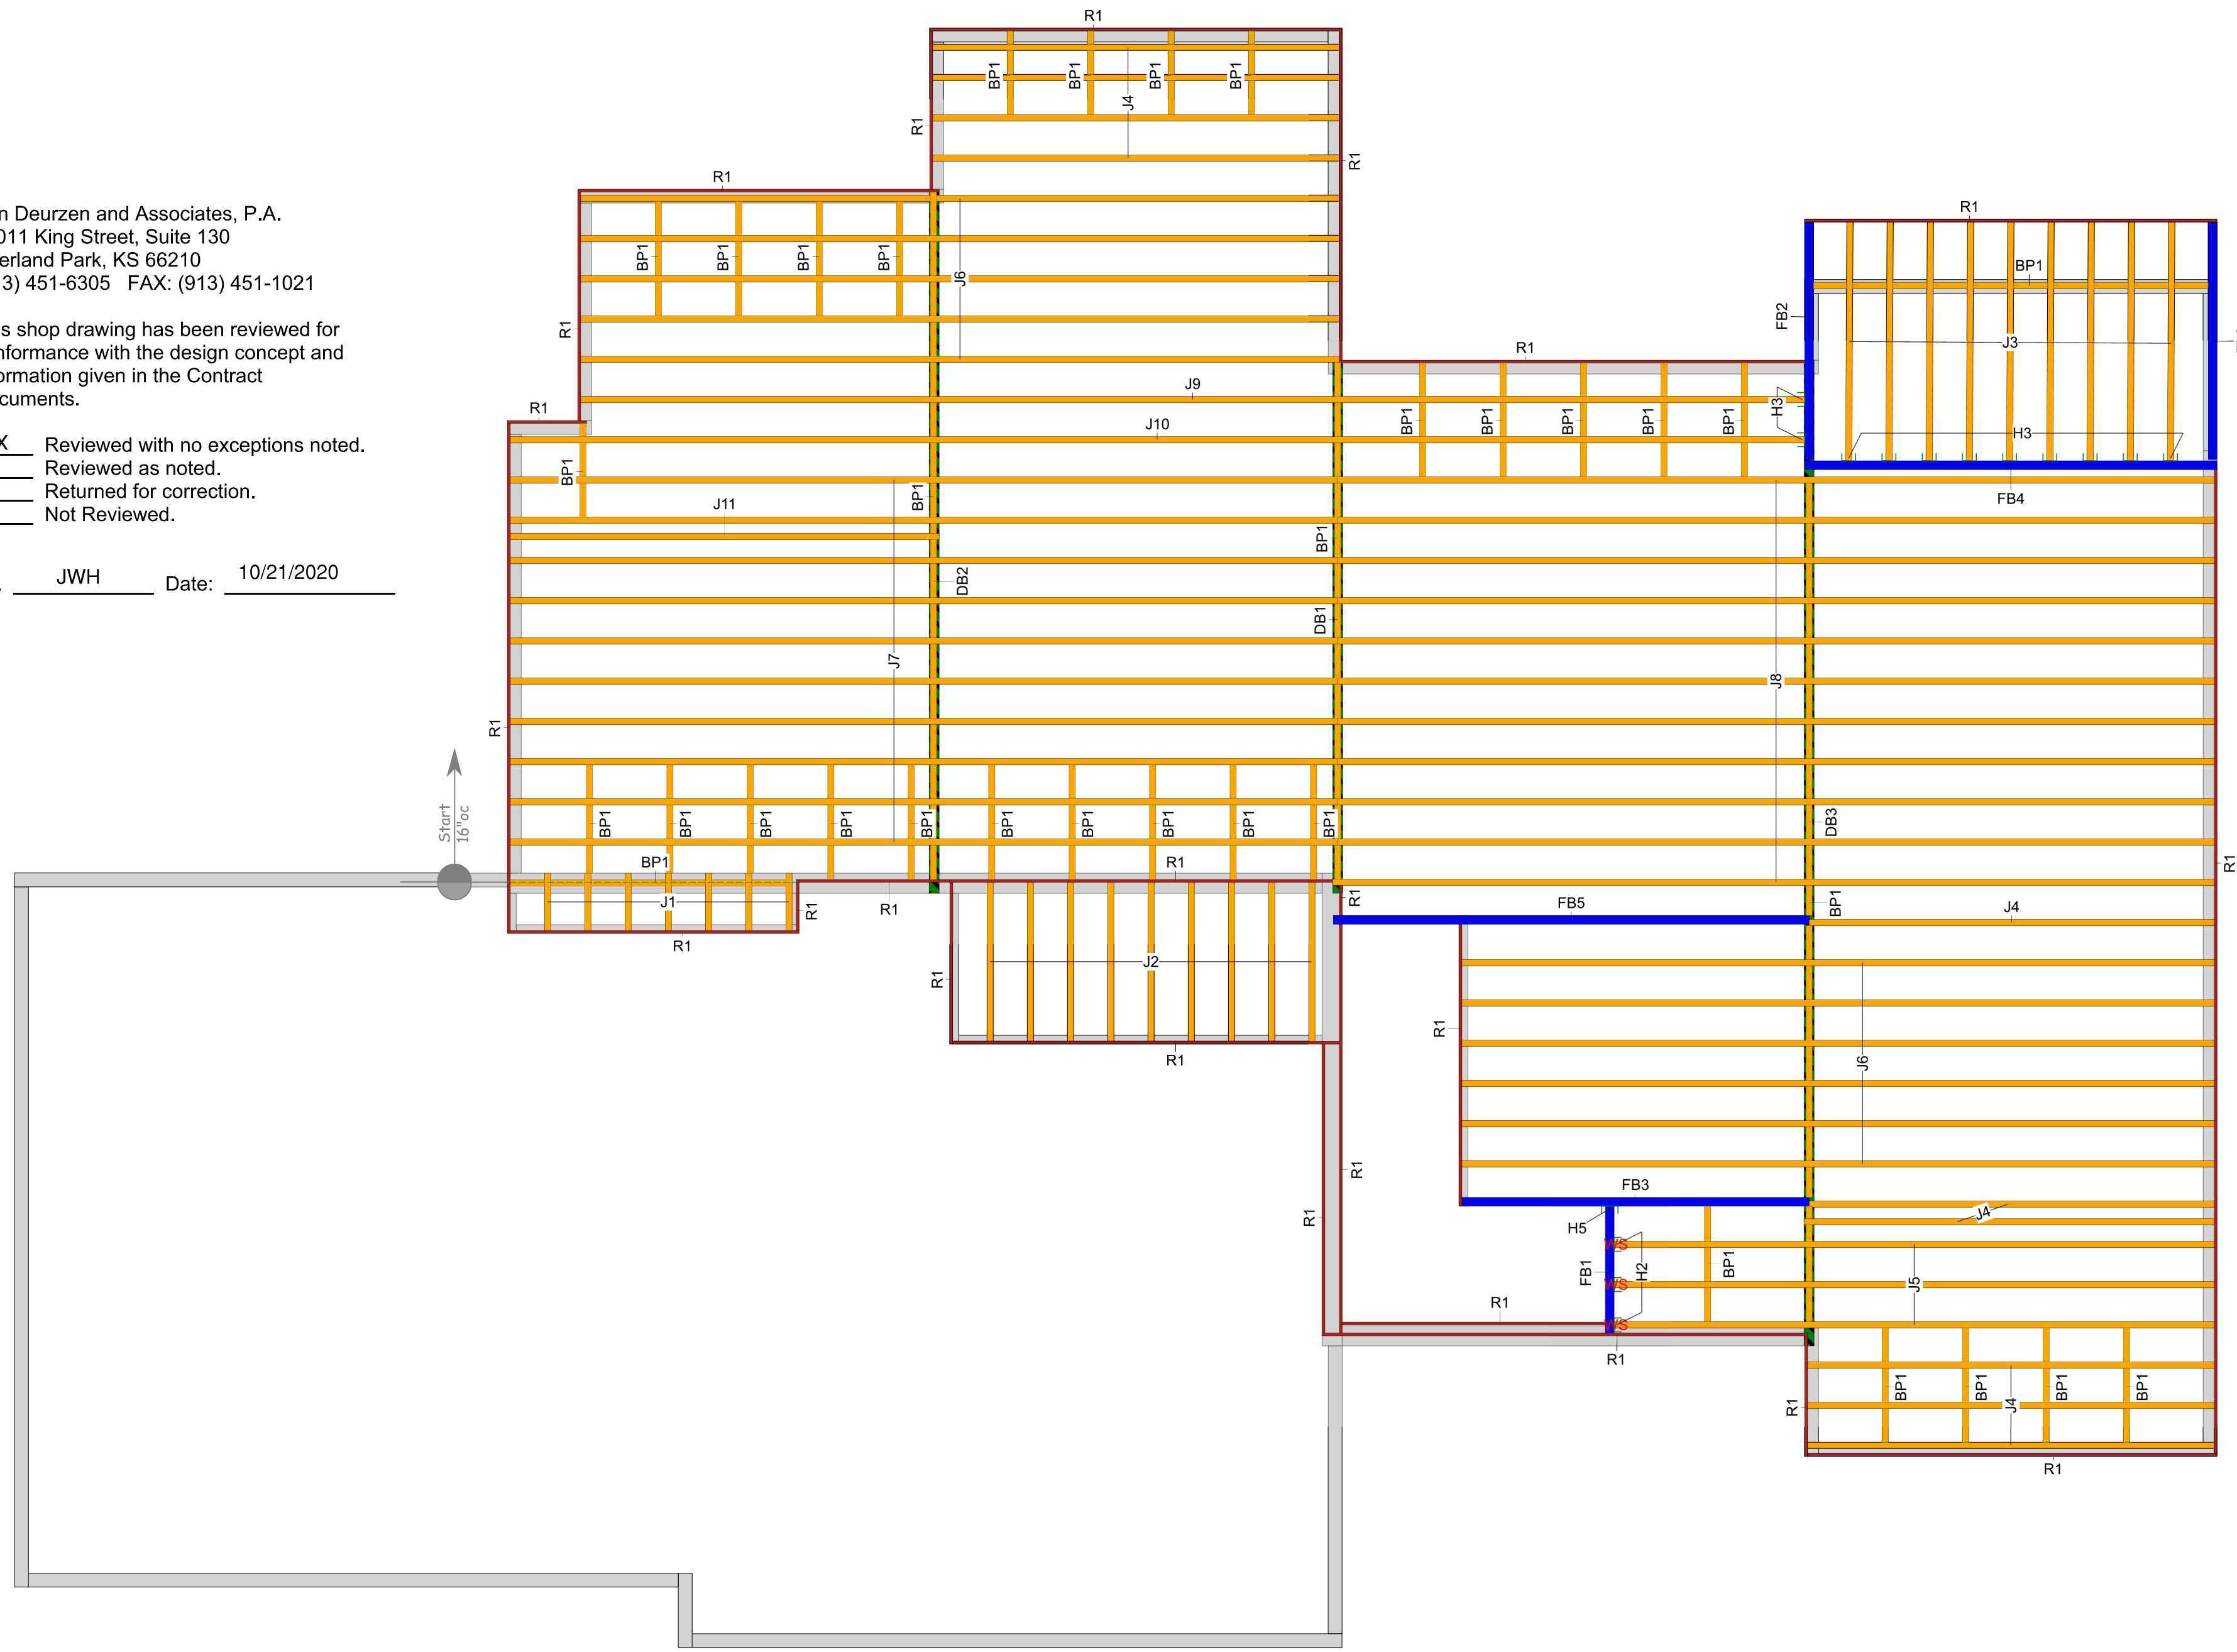 R1
BP1 BP1 BP1 BP1
J4
R1
R1
R1
n Deurzen and Associates, P.A.
011 King Street, Suite 130
erland Park, KS 66210
3) 451-6305 FAX: (913) 451-1021
s shop drawing has been reviewed for
nformance with the design concept and
ormation given in the Contract
cuments.
X Reviewed with no exceptions noted.
Reviewed as noted.
Returned for correction.
Not Reviewed.
JWH Date: 10/21/2020
BP1 BP1 BP1 BP1
J6
R1
R1
BP1
FB2
J3
R1
J9
H3
R1
J10
BP1 BP1 BP1 BP1 BP1
H3
BP1
BP1
FB4
J11
BP1
DB2
DB1
J7
J8
R1
Start
16"oc
BP1 BP1 BP1 BP1 BP1 BP1 BP1 BP1 BP1 BP1
DB3
R1
BP1
R1
J1
R1
R1
R1
R1
FB5
BP1
J4
J2
R1
R1
R1
J6
R1
R1
FB3
J4
H5
FB1
WS
WS
WS
H2
BP1
J5
R1
R1
BP1 BP1 BP1 BP1
J4
R1
R1